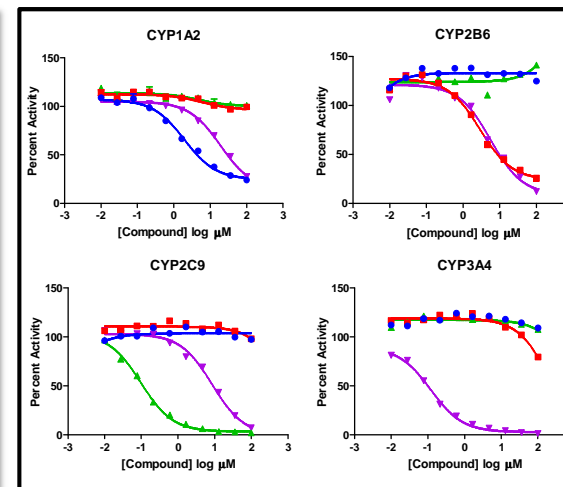 CYP1A2
150
100
50
0
Percent Activity
-3 -2 -1 0 1 2 3
[Compound] log μM
CYP2B6
150
100
50
0
Percent Activity
-3 -2 -1 0 1 2
[Compound] log μM
CYP2C9
150
100
50
0
Percent Activity
-3 -2 -1 0 1 2 3
[Compound] log μM
CYP3A4
150
100
50
0
Percent Activity
-3 -2 -1 0 1 2
[Compound] log μM